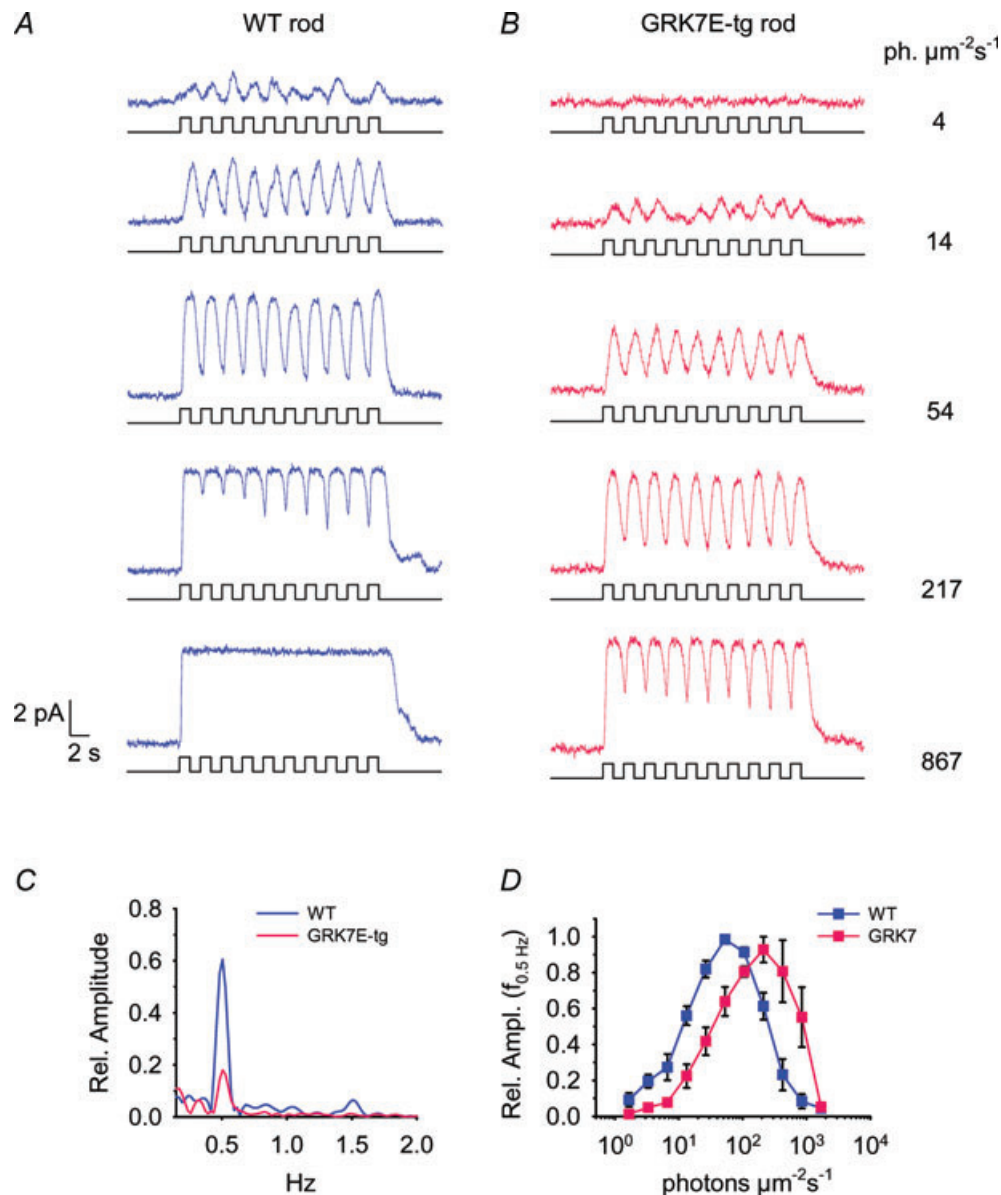 A WT rod
B GRK7E-tg rod
ph. µm⁻²s⁻¹
4
14
54
217
867
2 pA
2 s
C
WT
GRK7E-tg
Rel. Amplitude
0.8
0.6
0.4
0.2
0.0
0.5 1.0 1.5 2.0
Hz
D
WT
GRK7
Rel. Ampl. (f0.5 Hz)
1.0
0.8
0.6
0.4
0.2
0.0
10⁰ 10¹ 10² 10³ 10⁴
photons µm⁻²s⁻¹